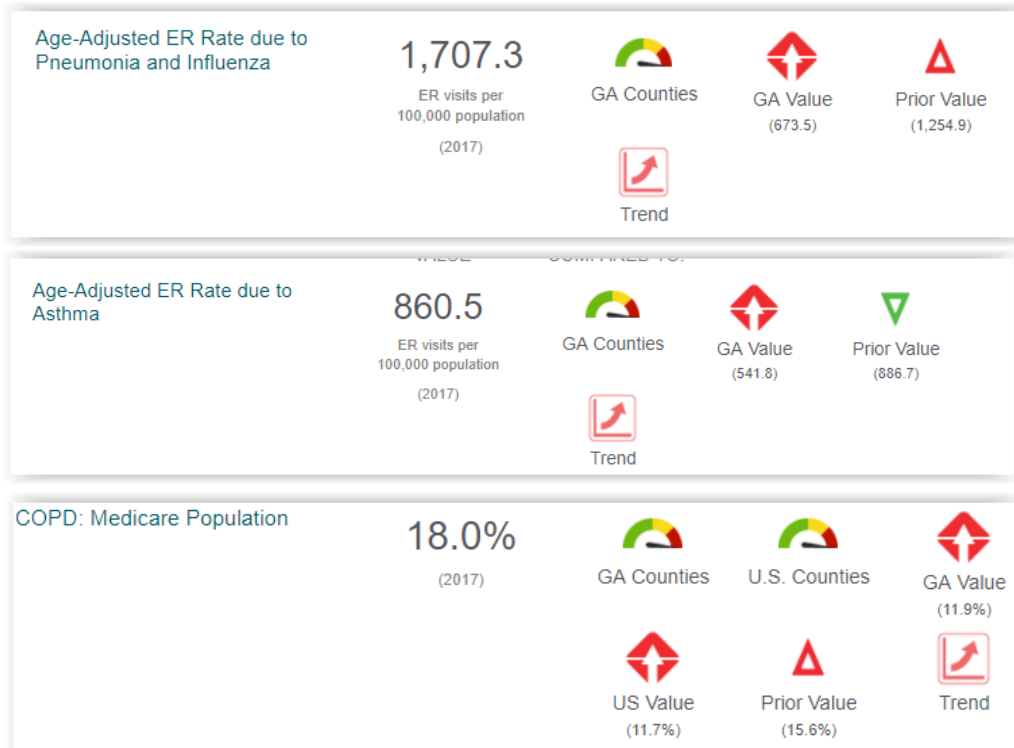 Age-Adjusted ER Rate due to
Pneumonia and Influenza
1,707.3
ER visits per
100,000 population
(2017)
GA Counties
GA Value
(673.5)
Prior Value
(1,254.9)
Trend
VALUE
COMPARED TO:
Age-Adjusted ER Rate due to
Asthma
860.5
ER visits per
100,000 population
(2017)
GA Counties
GA Value
(541.8)
Prior Value
(886.7)
Trend
COPD: Medicare Population
18.0%
(2017)
GA Counties
U.S. Counties
GA Value
(11.9%)
US Value
(11.7%)
Prior Value
(15.6%)
Trend